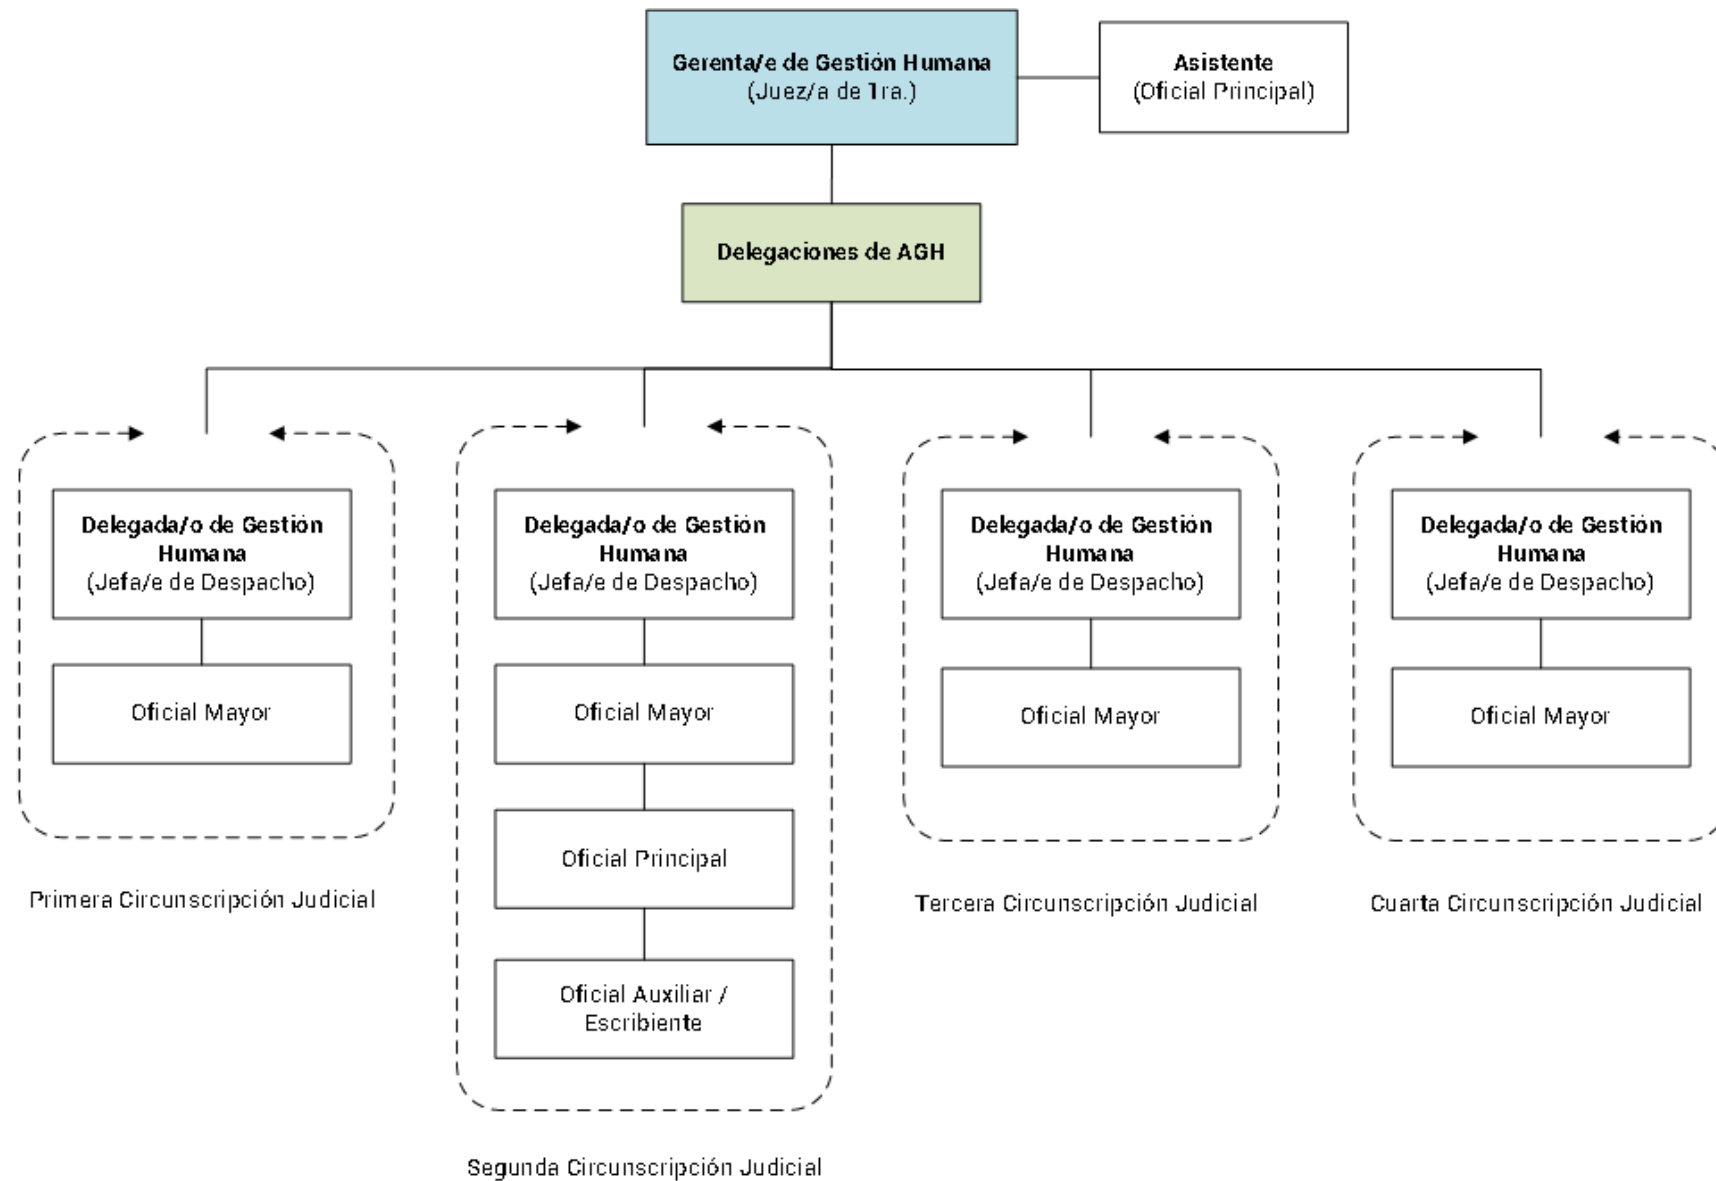 Gerenta/e de Gestión Humana
(Juez/a de 1ra.)
Asistente
(Oficial Principal)
Delegaciones de AGH
Delegada/o de Gestión
Humana
(Jefa/e de Despacho)
Oficial Mayor
Primera Circunscripción Judicial
Delegada/o de Gestión
Humana
(Jefa/e de Despacho)
Oficial Mayor
Oficial Principal
Oficial Auxiliar /
Escribiente
Segunda Circunscripción Judicial
Delegada/o de Gestión
Humana
(Jefa/e de Despacho)
Oficial Mayor
Tercera Circunscripción Judicial
Delegada/o de Gestión
Humana
(Jefa/e de Despacho)
Oficial Mayor
Cuarta Circunscripción Judicial